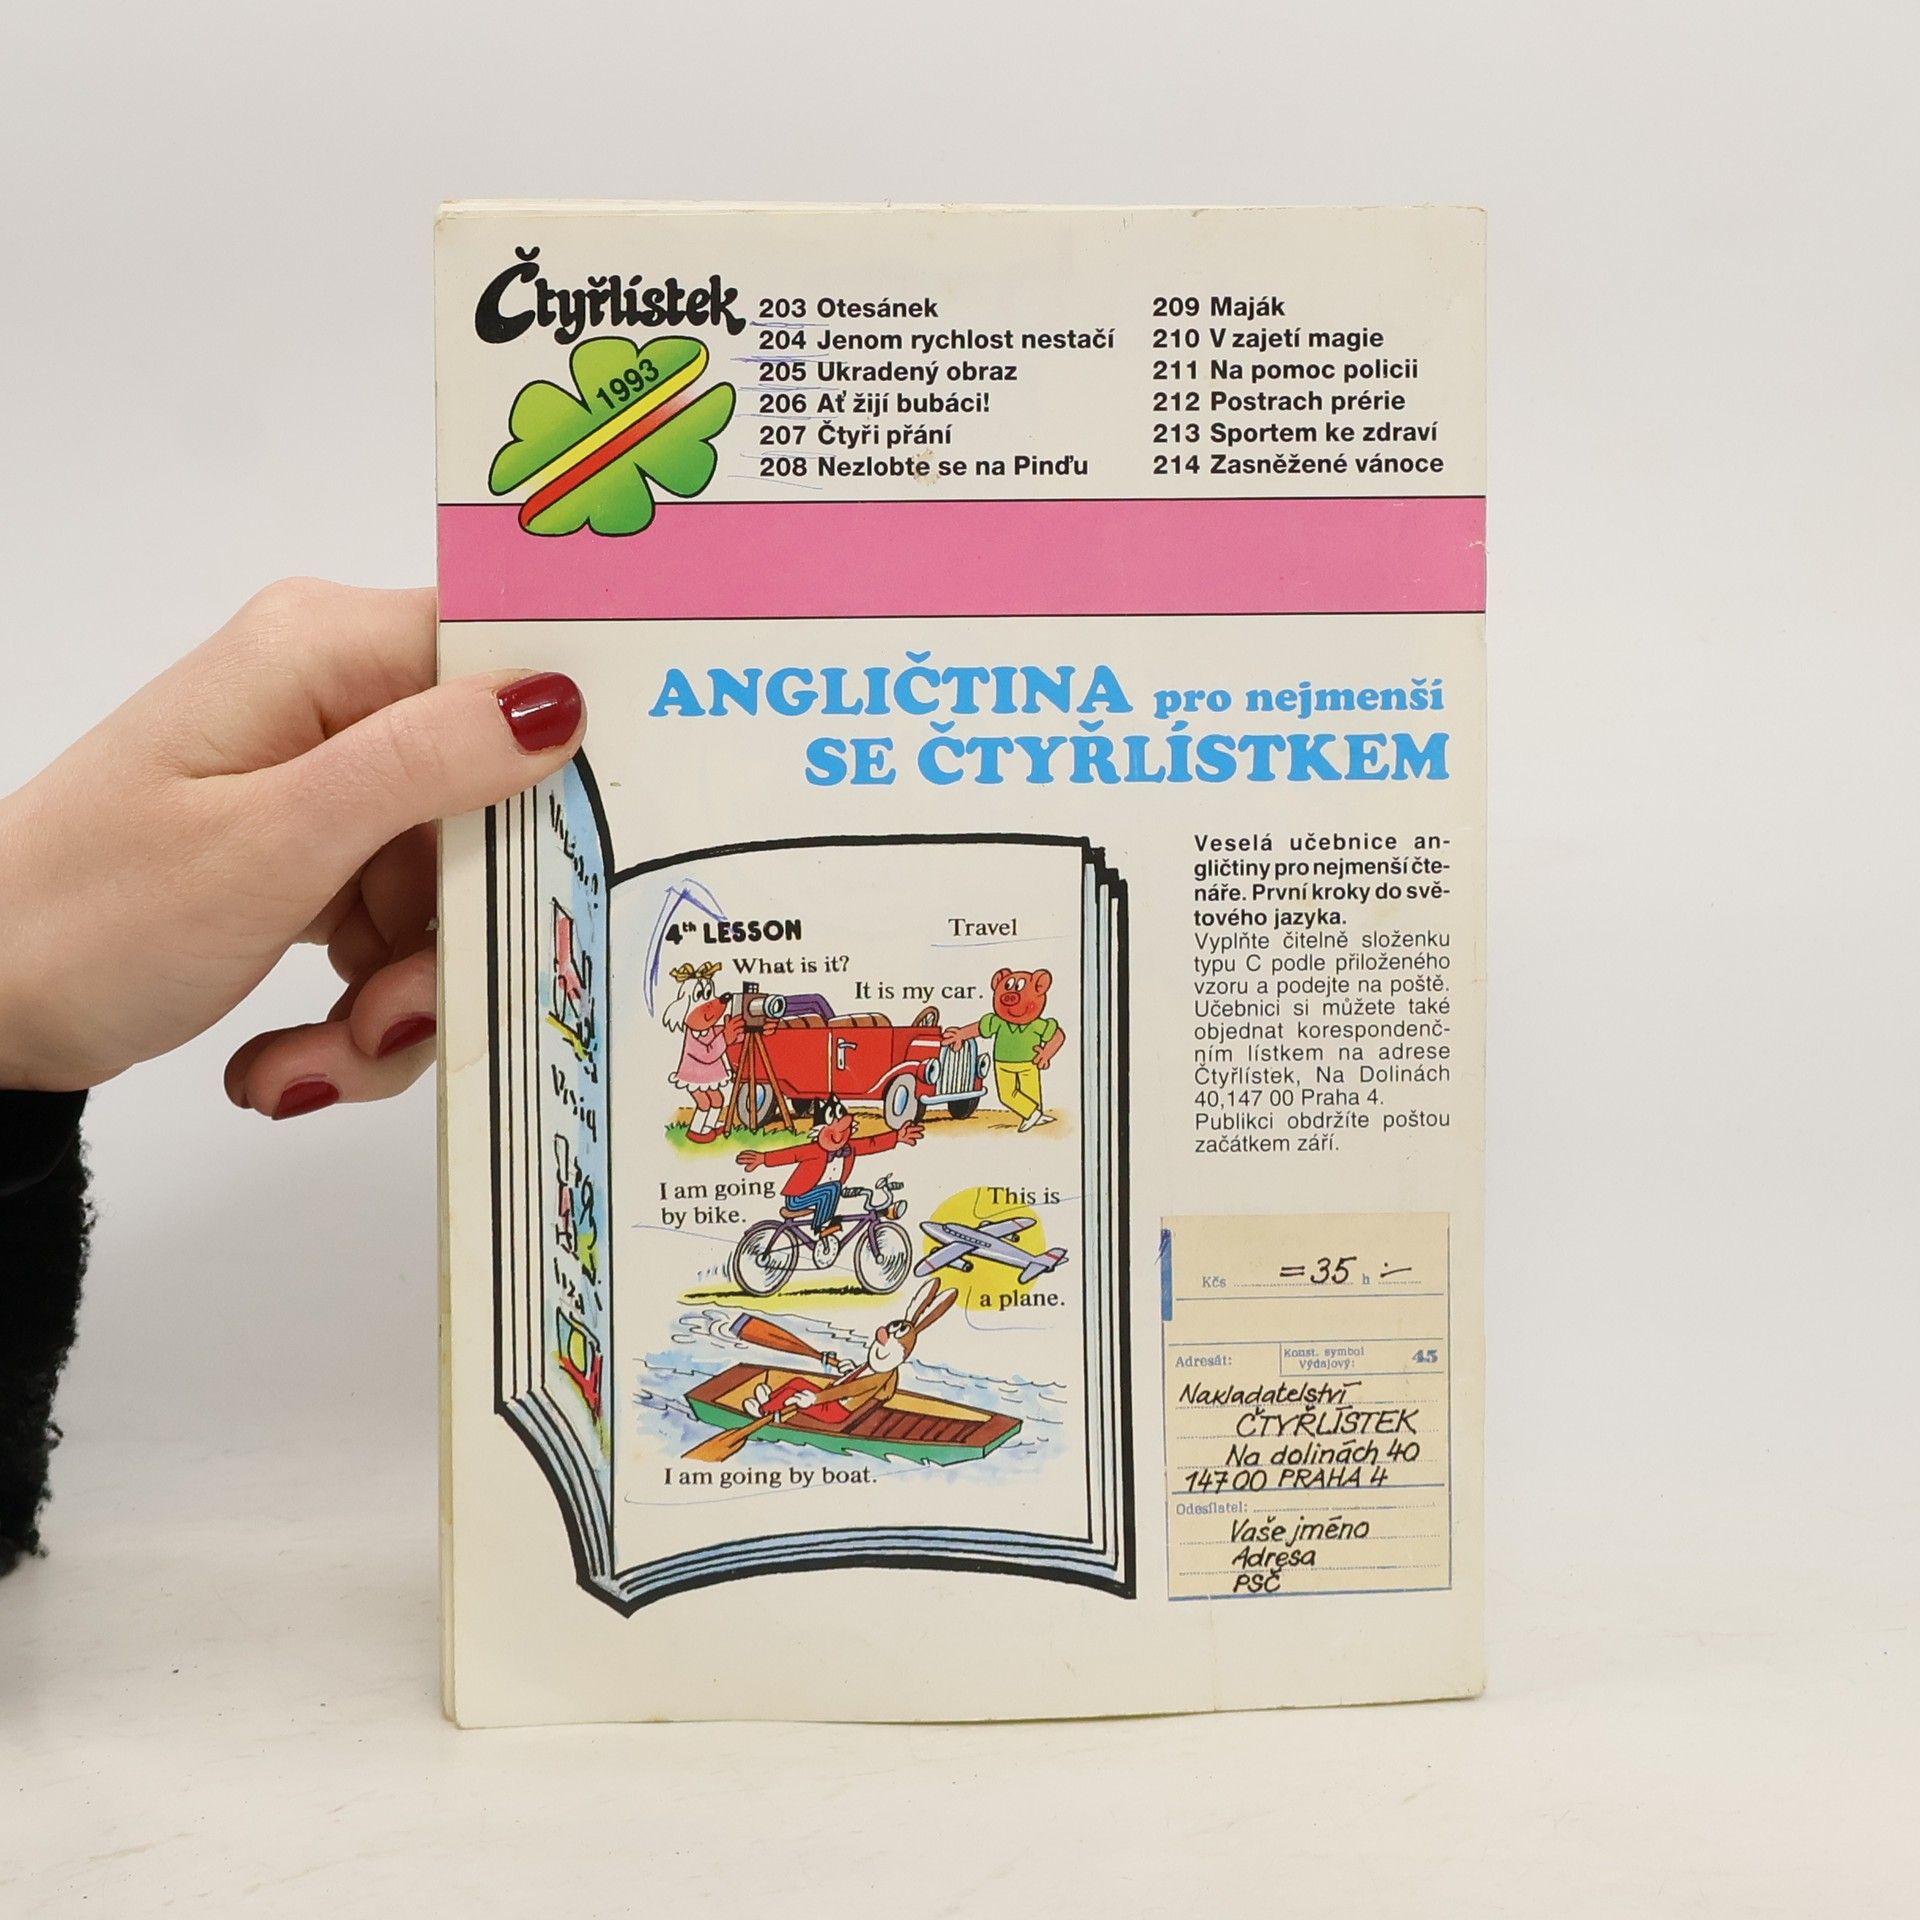 Čtyřlístek
1993
203 Otesánek
204 Jenom rychlost nestačí
205 Ukradený obraz
206 Ať žijí bubáci!
207 Čtyři přání
208 Nezlobte se na Pinďu
209 Maják
210 V zajetí magie
211 Na pomoc policii
212 Postrach prérie
213 Sportem ke zdraví
214 Zasněžené vánoce
ANGLIČTINA pro nejmenší
SE ČTYŘLÍSTKEM
4th LESSON
Travel
What is it?
It is my car.
I am going
by bike.
This is
a plane.
I am going by boat.
Veselá učebnice an-
gličtiny pro nejmenší čte-
náře. První kroky do svě-
tového jazyka.
Vyplňte čitelně složenku
typu C podle přiloženého
vzoru a podejte na poště.
Učebnici si můžete také
objednat korespondenč-
ním lístkem na adrese
Čtyřlístek, Na Dolinách
40,147 00 Praha 4.
Publikci obdržíte poštou
začátkem září.
Kčs =35 h :-
Adresát:
Konst. symbol
Výdajový: 45
Nakladatelství
ČTYŘLÍSTEK
Na dolinách 40
147 00 PRAHA 4
Odesílatel:
Vaše jméno
Adresa
PSČ